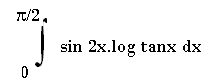 π/2
∫ sin 2x.log tanx dx
0